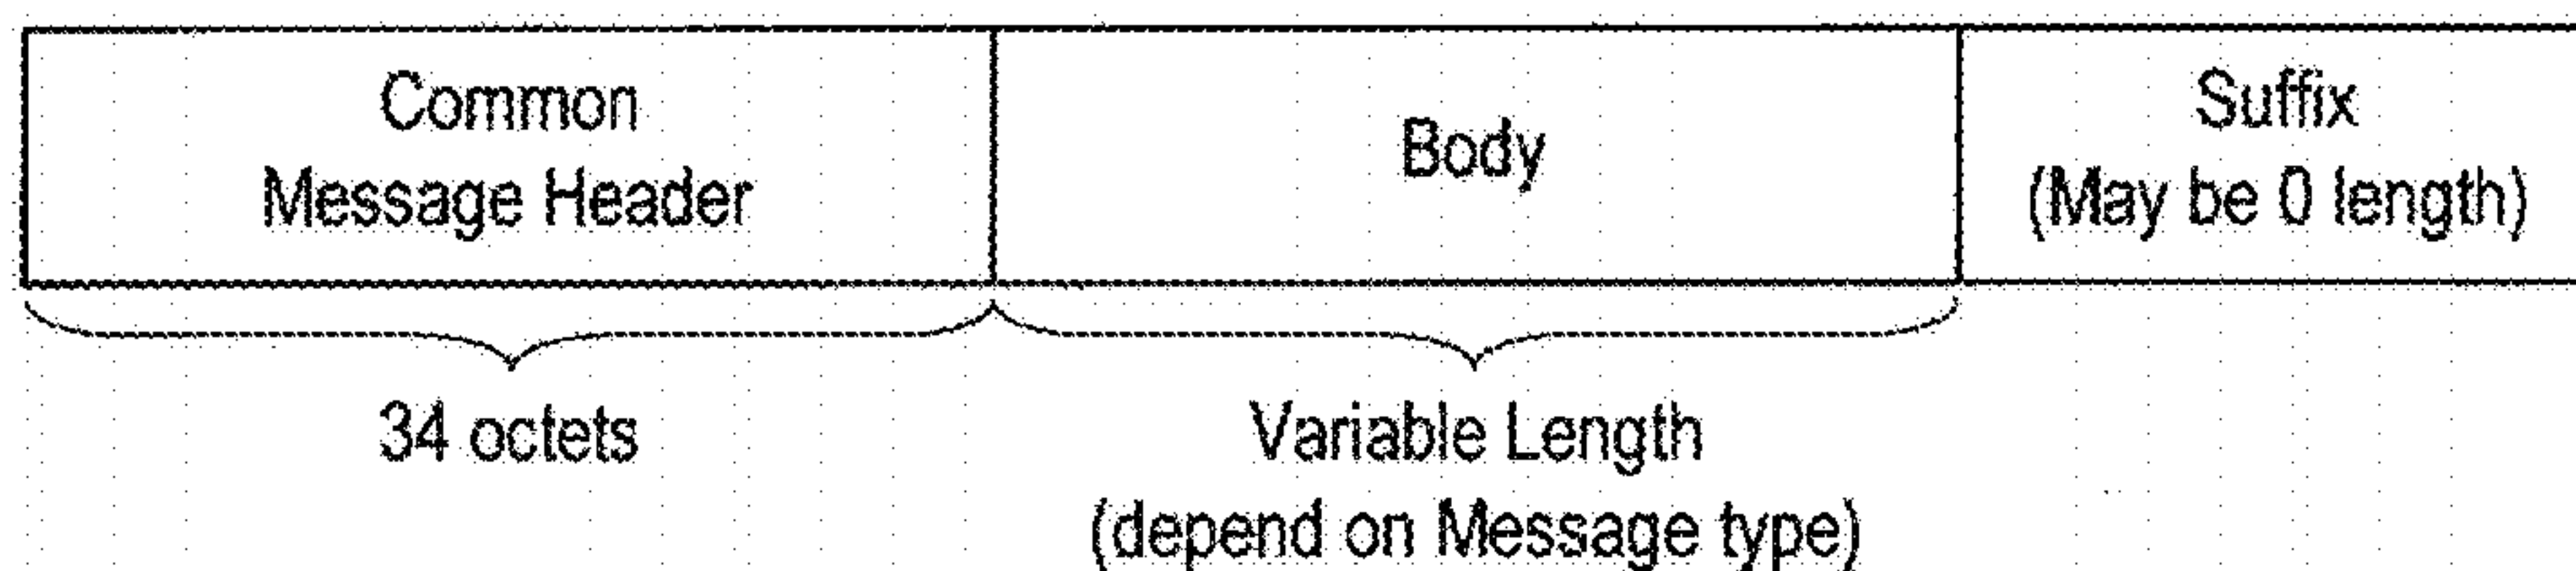 Common
Message Header
Body
Suffix
(May be 0 length)
34 octets
Variable Length
(depend on Message type)